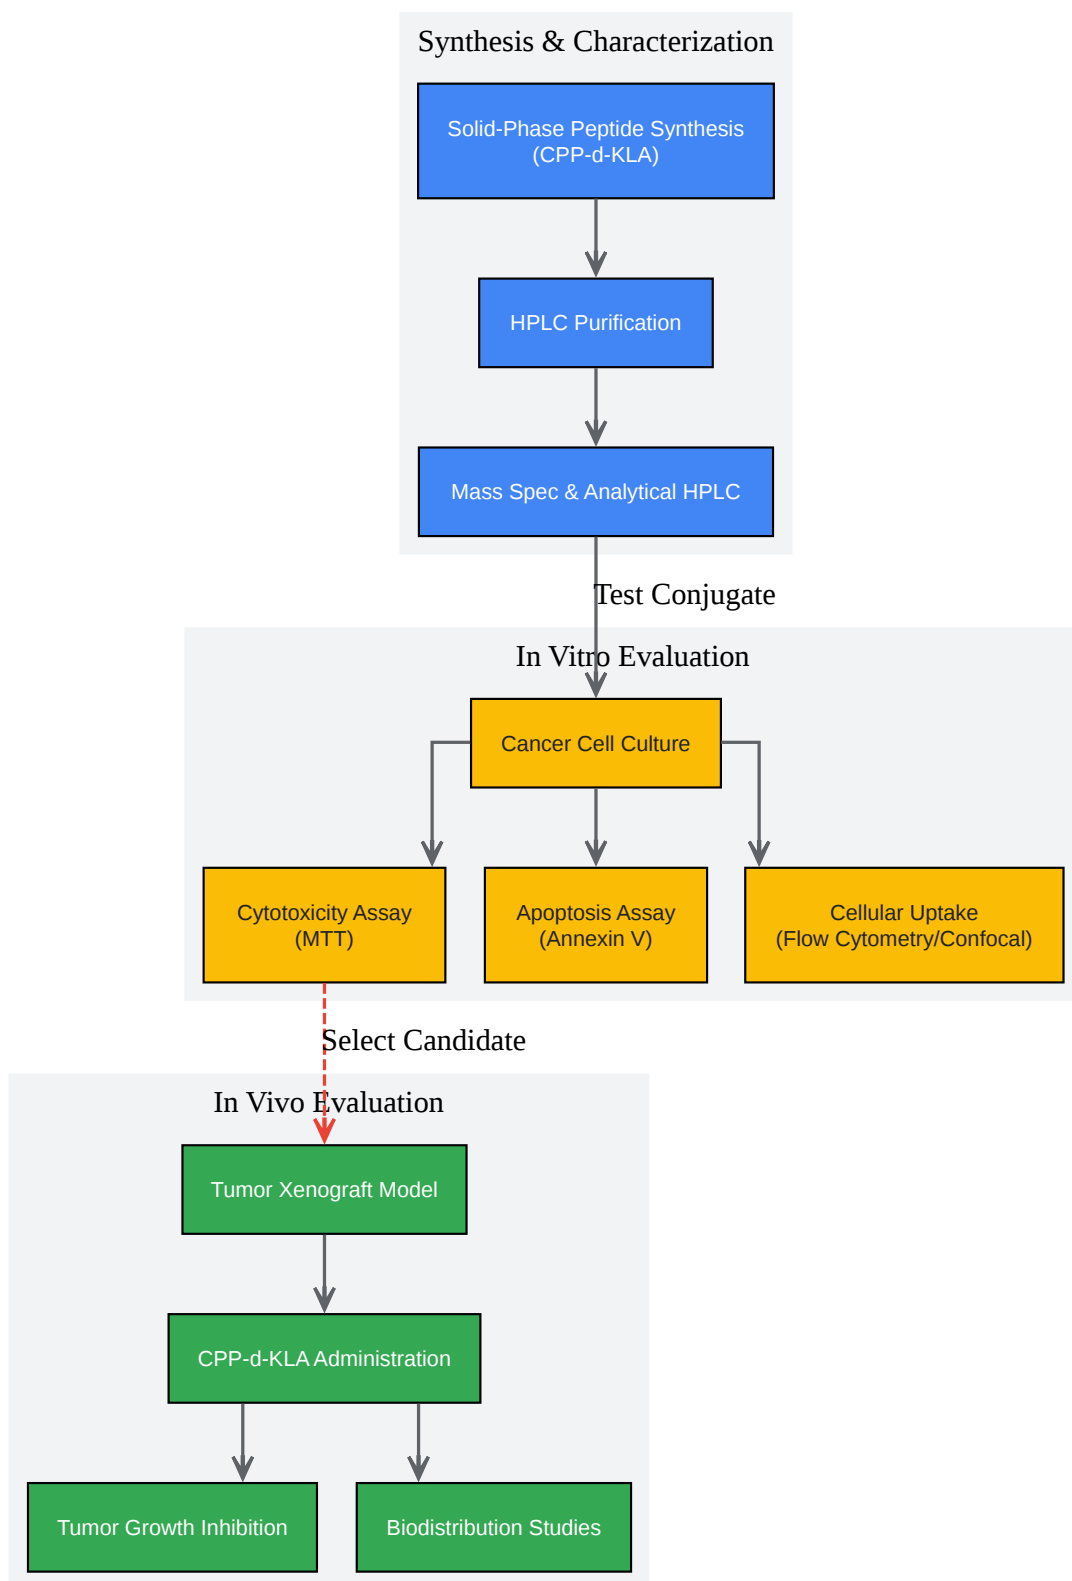 Synthesis & Characterization
Solid-Phase Peptide Synthesis
(CPP-d-KLA)
HPLC Purification
Mass Spec & Analytical HPLC
Test Conjugate
In Vitro Evaluation
Cancer Cell Culture
Cytotoxicity Assay
(MTT)
Apoptosis Assay
(Annexin V)
Cellular Uptake
(Flow Cytometry/Confocal)
Select Candidate
In Vivo Evaluation
Tumor Xenograft Model
CPP-d-KLA Administration
Tumor Growth Inhibition
Biodistribution Studies